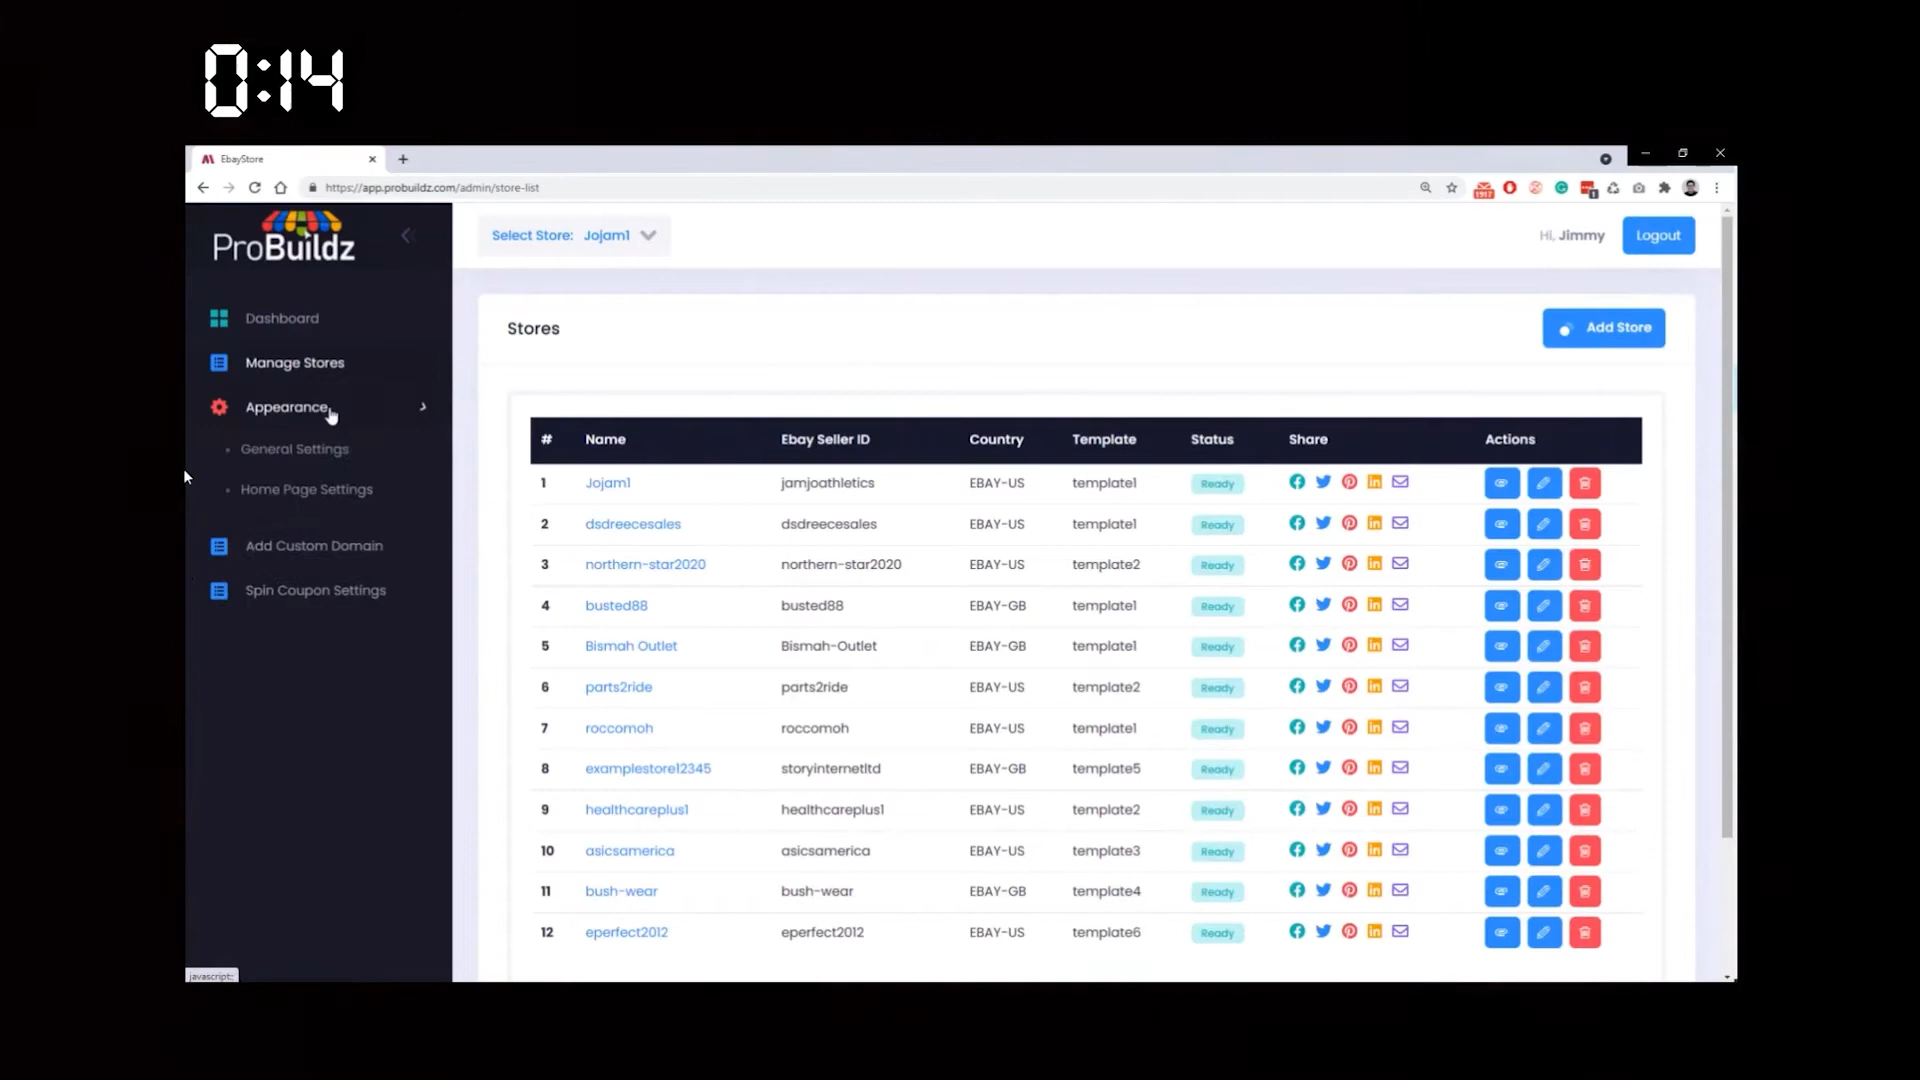 0:14
EbayStore
https://app.probuildz.com/admin/store-list
1917
1
ProBuildz
Select Store: Jojam1
Hi, Jimmy
Logout
Dashboard
Manage Stores
Appearance
General Settings
Home Page Settings
Add Custom Domain
Spin Coupon Settings
Stores
Add Store
# Name Ebay Seller ID Country Template Status Share Actions
1 Jojam1 jamjoathletics EBAY-US template1 Ready
2 dsdreecesales dsdreecesales EBAY-US template1 Ready
3 northern-star2020 northern-star2020 EBAY-US template2 Ready
4 busted88 busted88 EBAY-GB template1 Ready
5 Bismah Outlet Bismah-Outlet EBAY-GB template1 Ready
6 parts2ride parts2ride EBAY-US template2 Ready
7 roccomoh roccomoh EBAY-US template1 Ready
8 examplestore12345 storyinternetltd EBAY-GB template5 Ready
9 healthcareplus1 healthcareplus1 EBAY-US template2 Ready
10 asicsamerica asicsamerica EBAY-US template3 Ready
11 bush-wear bush-wear EBAY-GB template4 Ready
12 eperfect2012 eperfect2012 EBAY-US template6 Ready
javascript: